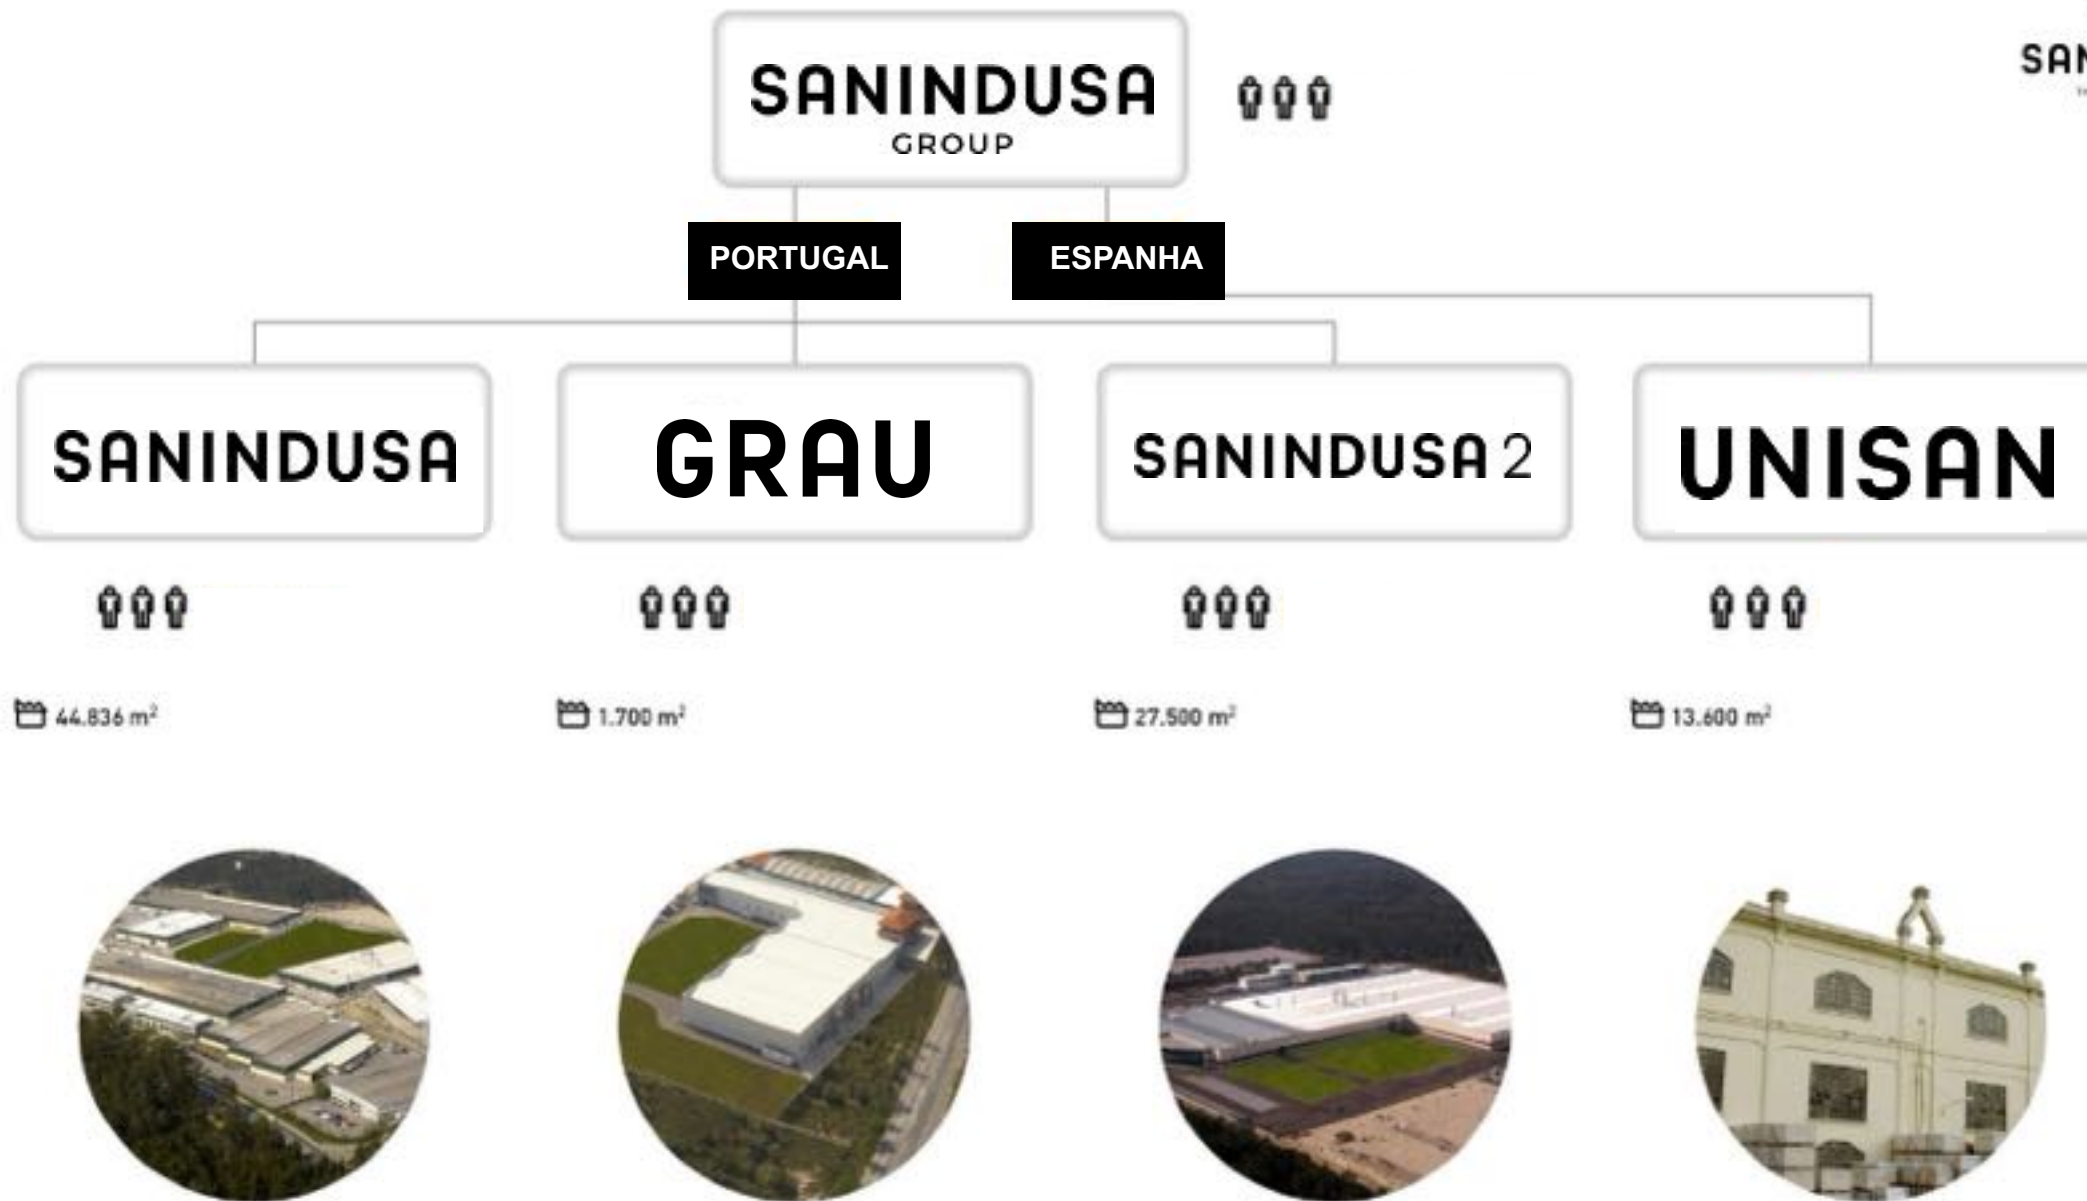 SANINDUSA
GROUP
PORTUGAL
ESPANHA
SANINDUSA
GRAU
SANINDUSA 2
UNISAN
44.836 m²
1.700 m²
27.500 m²
13.600 m²